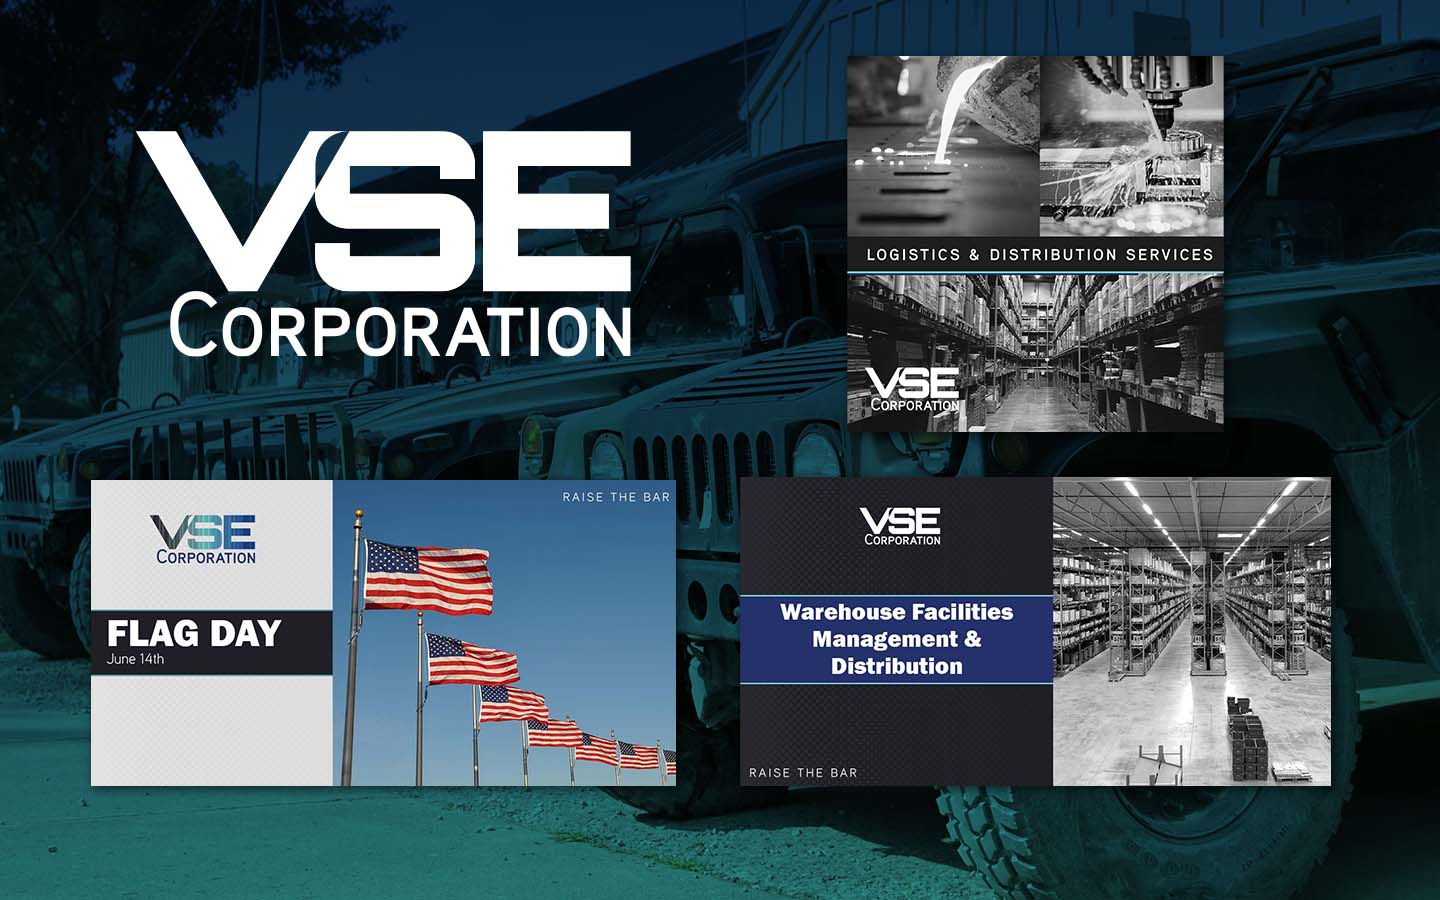 VSE
CORPORATION
LOGISTICS & DISTRIBUTION SERVICES
VSE
CORPORATION
VSE
CORPORATION
FLAG DAY
June 14th
RAISE THE BAR
VSE
CORPORATION
Warehouse Facilities
Management &
Distribution
RAISE THE BAR